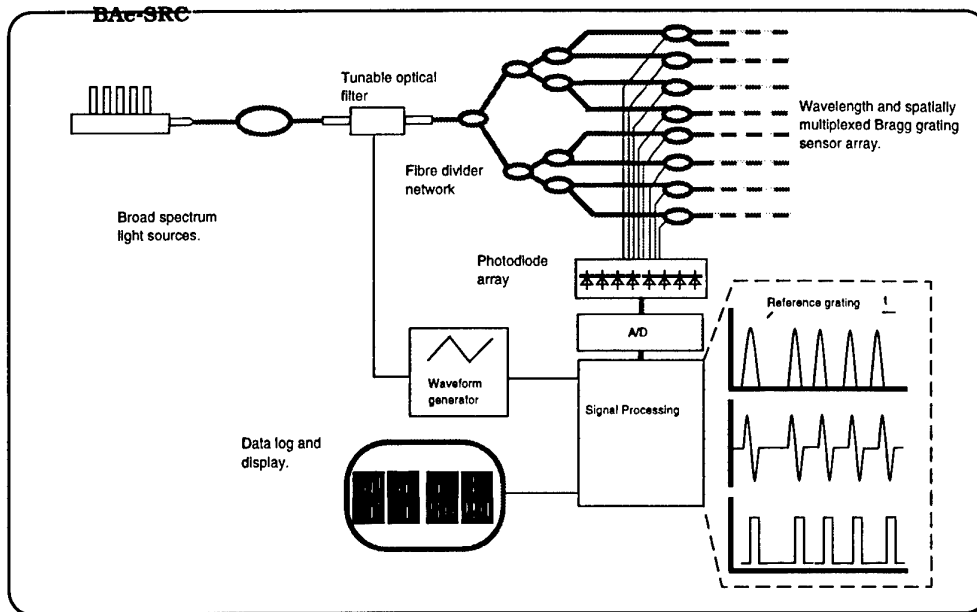 BAe-SRC
Tunable optical
filter
Wavelength and spatially
multiplexed Bragg grating
sensor array.
Fibre divider
network
Broad spectrum
light sources.
Photodiode
array
Reference grating
A/D
Waveform
generator
Signal Processing
Data log and
display.